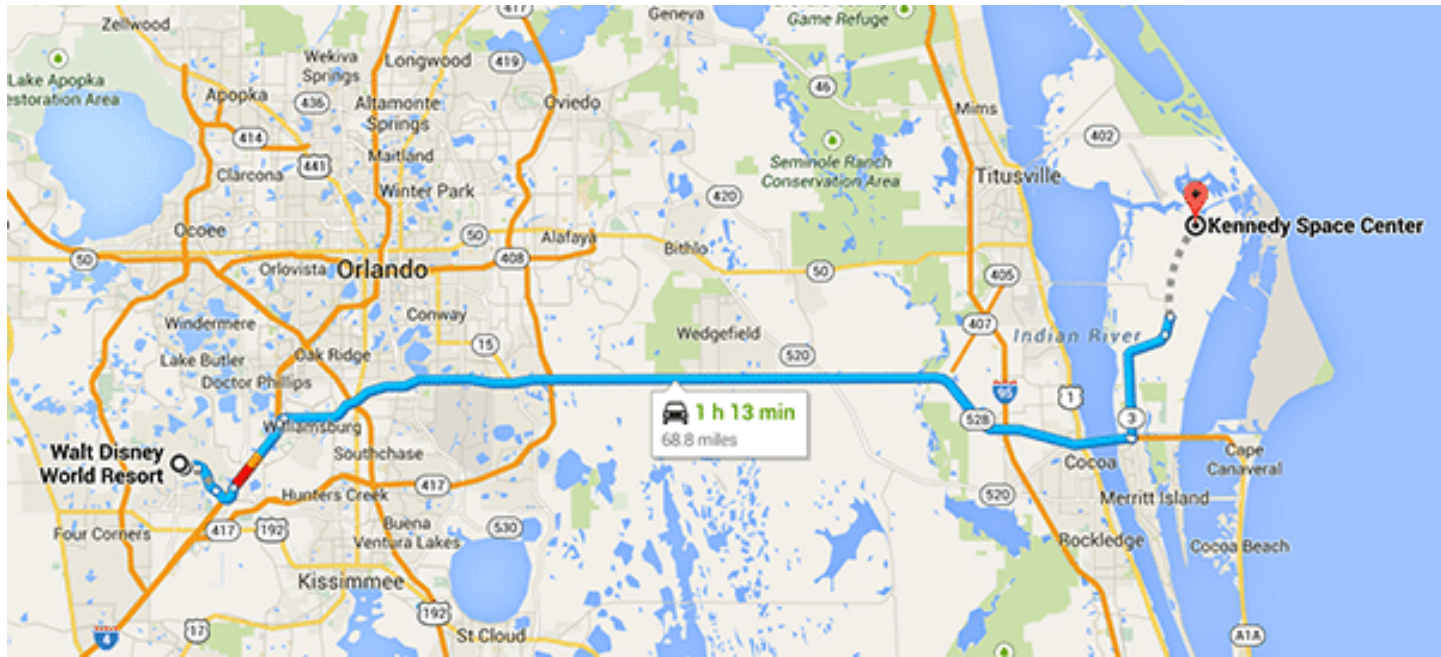 417
Geneva
Game Refuge
Zellwood
Wekiva
Springs
Longwood
419
Lake Apopka
estoration Area
Apopka
436
Altamonte
Springs
Oviedo
46
Mims
414
441
Maitland
402
Clarcona
Winter Park
Seminole Ranch
Conservation Area
Titusville
420
Ocoee
50
Alafaya
Bithlo
Kennedy Space Center
50
Orlovista
Orlando
408
50
405
Windermere
Conway
Wedgefield
407
Indian River
15
Lake Butler
Oak Ridge
520
Doctor Phillips
95
1
1 h 13 min
68.8 miles
528
3
Williamsburg
Walt Disney
World Resort
Southchase
Cocoa
Cape
Canaveral
417
Hunters Creek
520
Merritt Island
Four Corners
417
192
Buena
Ventura Lakes
530
Rockledge
Cocoa Beach
Kissimmee
192
4
17
St Cloud
A1A